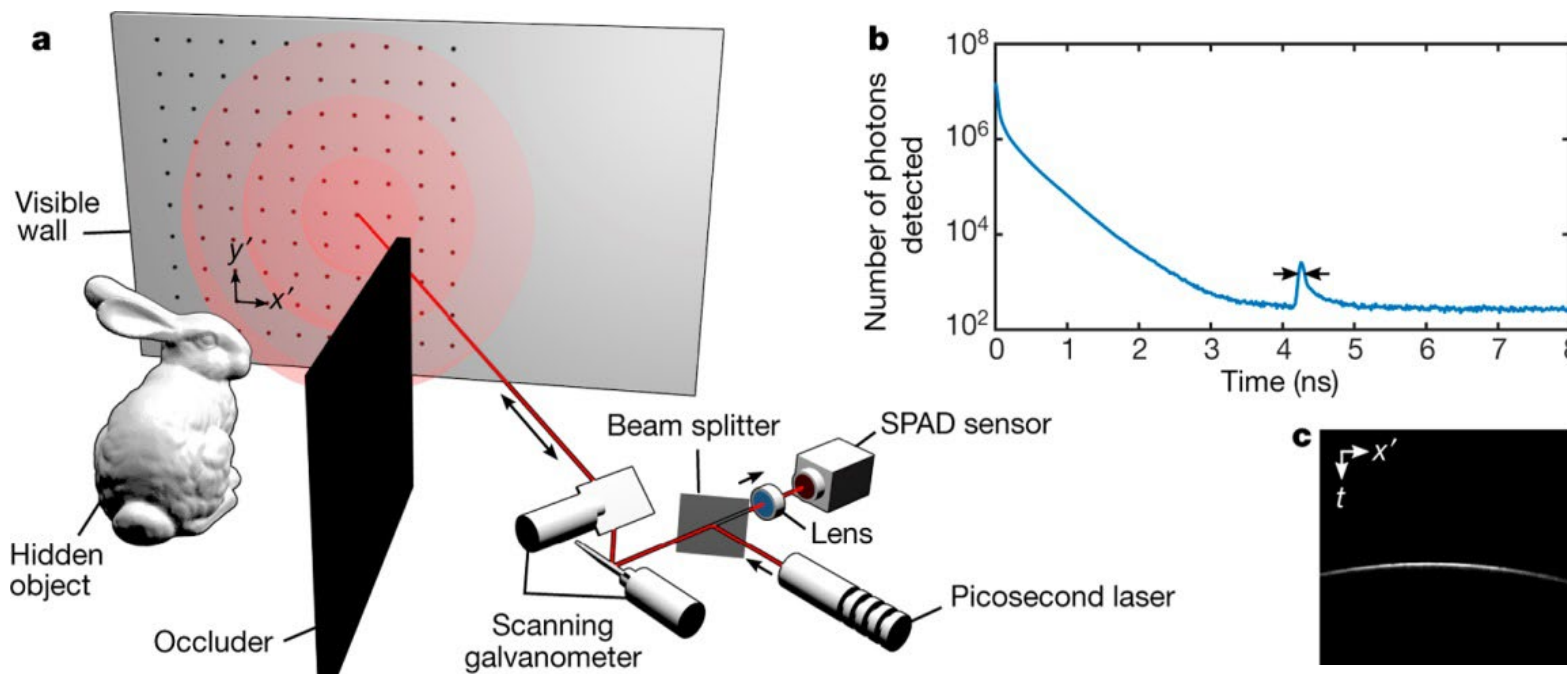 a
Visible
wall
y′
x′
Hidden
object
Occluder
Scanning
galvanometer
Beam splitter
SPAD sensor
Lens
Picosecond laser
b
Number of photons
detected
10^8
10^6
10^4
10^2
0 1 2 3 4 5 6 7 8
Time (ns)
c
x′
t